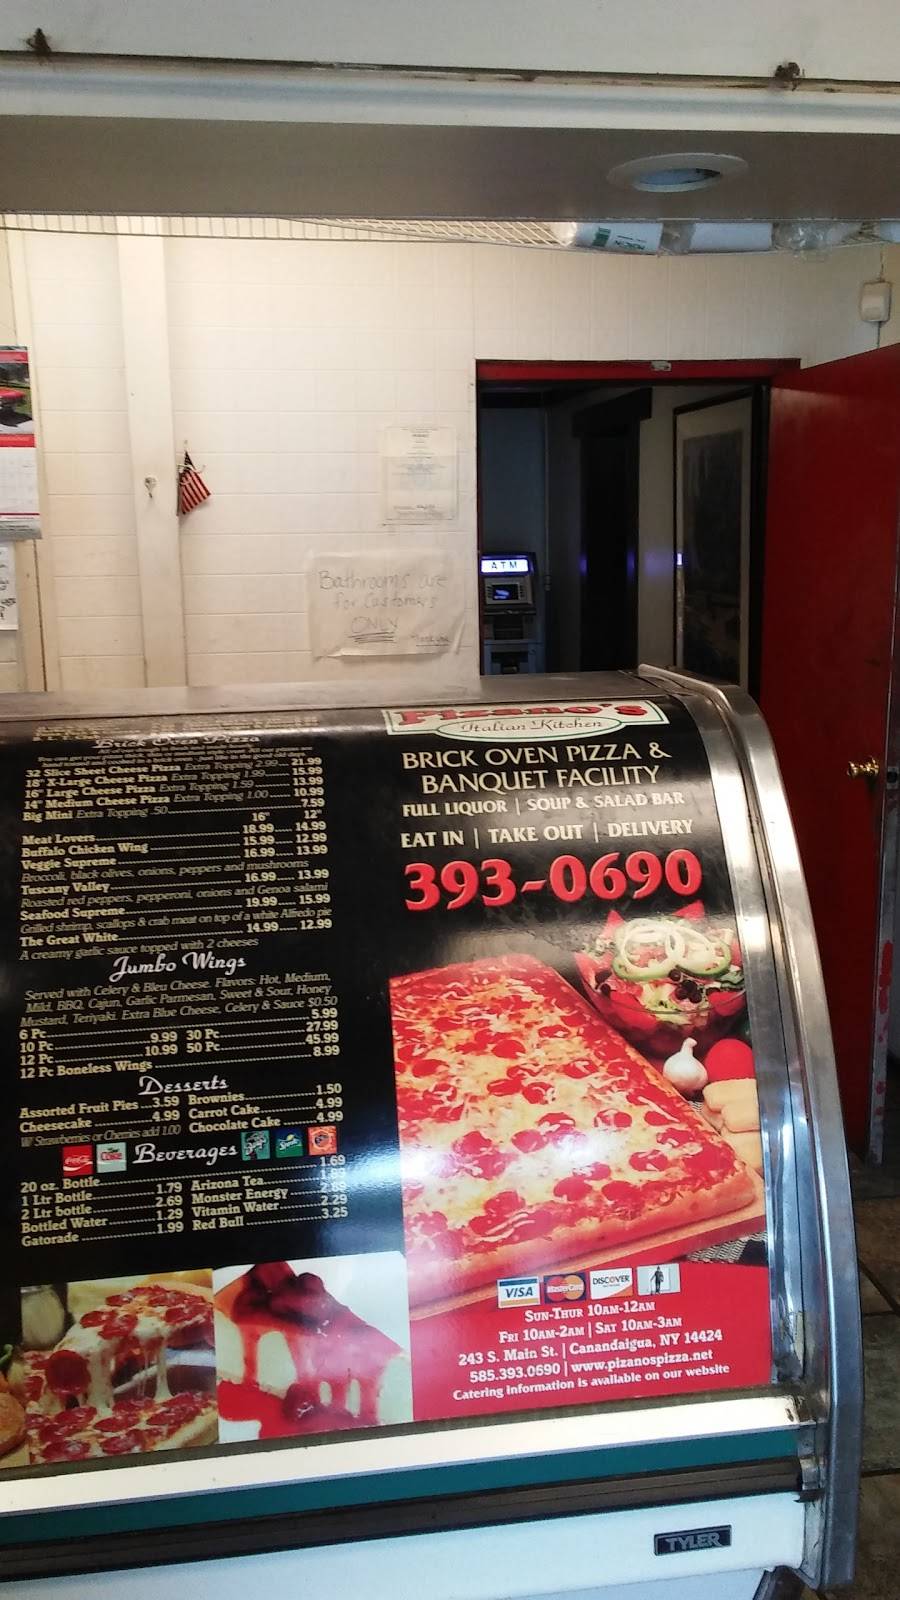 ATM
Bathrooms are
for Customers
ONLY
Thank you
Pizano's
Italian Kitchen
BRICK OVEN PIZZA &
BANQUET FACILITY
FULL LIQUOR | SOUP & SALAD BAR
EAT IN | TAKE OUT | DELIVERY
393-0690
Brick Oven Pizza
32 Slice Sheet Cheese Pizza Extra Topping 2.99 21.99
18" X-Large Cheese Pizza Extra Topping 1.99 15.99
16" Large Cheese Pizza Extra Topping 1.59 13.99
14" Medium Cheese Pizza Extra Topping 1.00 10.99
Big Mini Extra Topping .50 7.59
16" 12"
Meat Lovers 18.99 14.99
Buffalo Chicken Wing 15.99 12.99
Veggie Supreme 16.99 13.99
Broccoli, black olives, onions, peppers and mushrooms
Tuscany Valley 16.99 13.99
Roasted red peppers, pepperoni, onions and Genoa salami
Seafood Supreme 19.99 15.99
Grilled shrimp, scallops & crab meat on top of a white Alfredo pie
The Great White 14.99 12.99
A creamy garlic sauce topped with 2 cheeses
Jumbo Wings
Served with Celery & Bleu Cheese. Flavors: Hot, Medium,
Mild, BBQ, Cajun, Garlic Parmesan, Sweet & Sour, Honey
Mustard, Teriyaki. Extra Blue Cheese, Celery & Sauce $0.50
6 Pc 5.99
10 Pc 9.99 30 Pc 27.99
12 Pc 10.99 50 Pc 45.99
12 Pc Boneless Wings 8.99
Desserts
Assorted Fruit Pies 3.59 Brownies 1.50
Cheesecake 4.99 Carrot Cake 4.99
W/ Strawberries or Cherries add 1.00 Chocolate Cake 4.99
Beverages
20 oz. Bottle 1.69
1 Ltr Bottle 1.79 Arizona Tea
2 Ltr bottle 2.69 Monster Energy 2.69
Bottled Water 1.29 Vitamin Water 2.29
Gatorade 1.99 Red Bull 3.25
VISA MasterCard DISCOVER
SUN-THUR 10AM-12AM
FRI 10AM-2AM | SAT 10AM-3AM
243 S. Main St. | Canandaigua, NY 14424
585.393.0690 | www.pizanospizza.net
Catering information is available on our website
TYLER